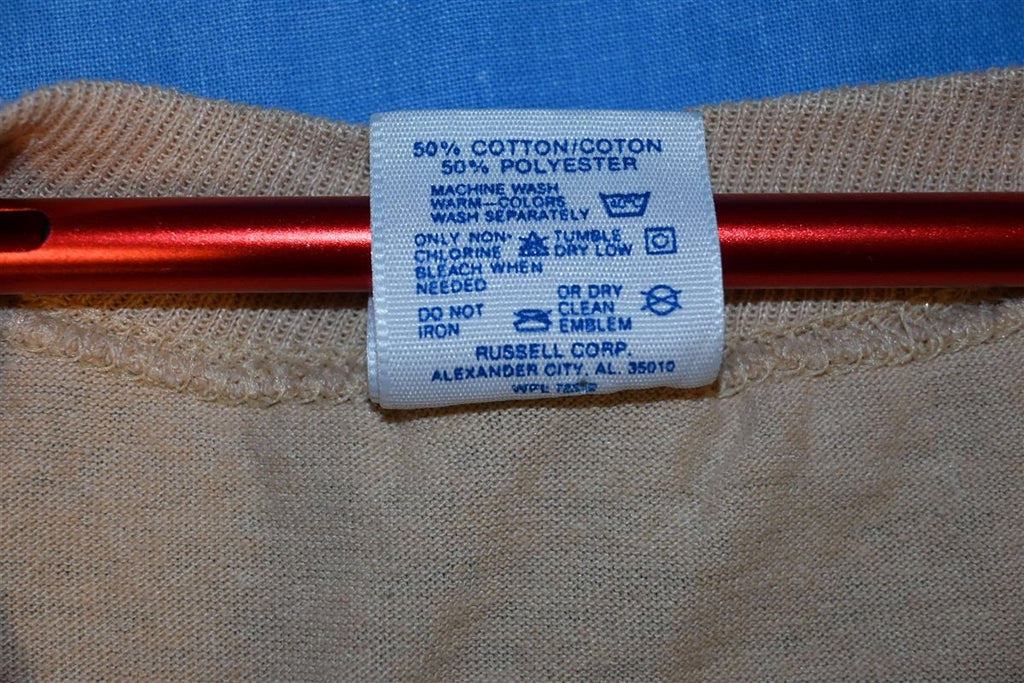 50% COTTON/COTON
50% POLYESTER
MACHINE WASH
WARM—COLORS
WASH SEPARATELY
ONLY NON-
CHLORINE
BLEACH WHEN
NEEDED
TUMBLE
DRY LOW
DO NOT
IRON
OR DRY
CLEAN
EMBLEM
RUSSELL CORP.
ALEXANDER CITY, AL. 35010
WPL